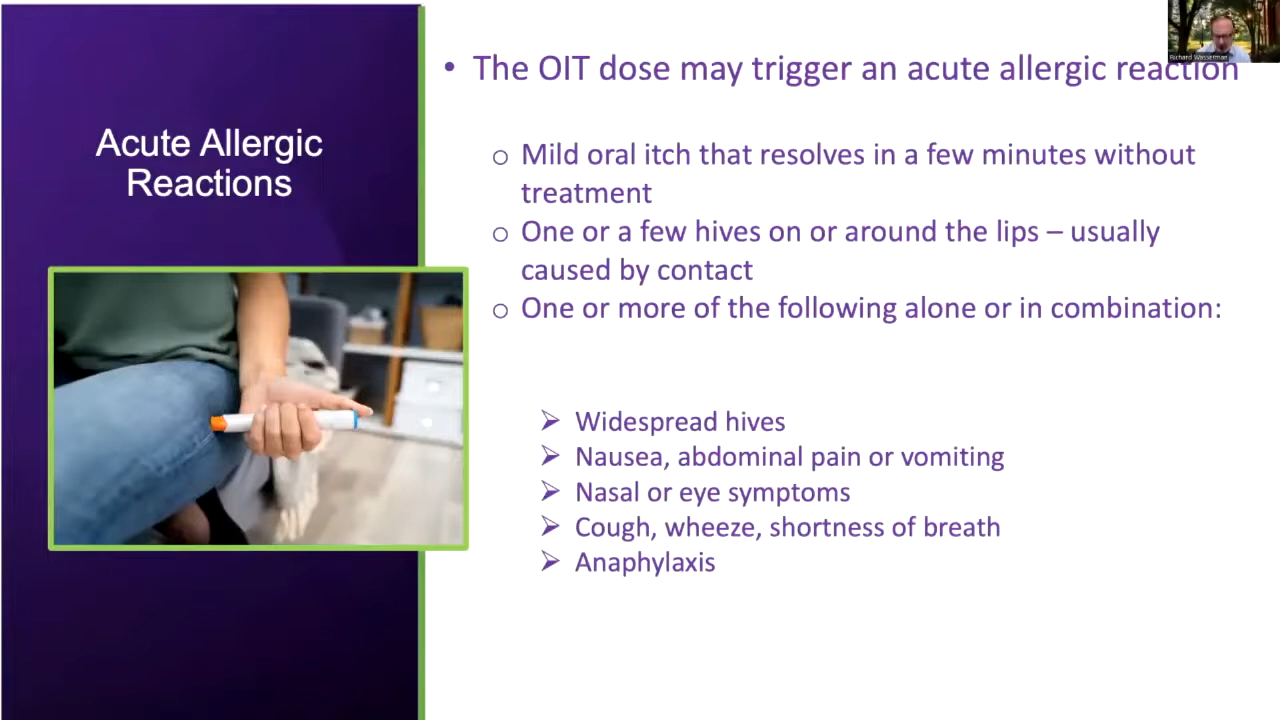 Acute Allergic
Reactions
• The OIT dose may trigger an acute allergic reaction
Richard Wasserman
o Mild oral itch that resolves in a few minutes without
treatment
o One or a few hives on or around the lips – usually
caused by contact
o One or more of the following alone or in combination:
➢ Widespread hives
➢ Nausea, abdominal pain or vomiting
➢ Nasal or eye symptoms
➢ Cough, wheeze, shortness of breath
➢ Anaphylaxis